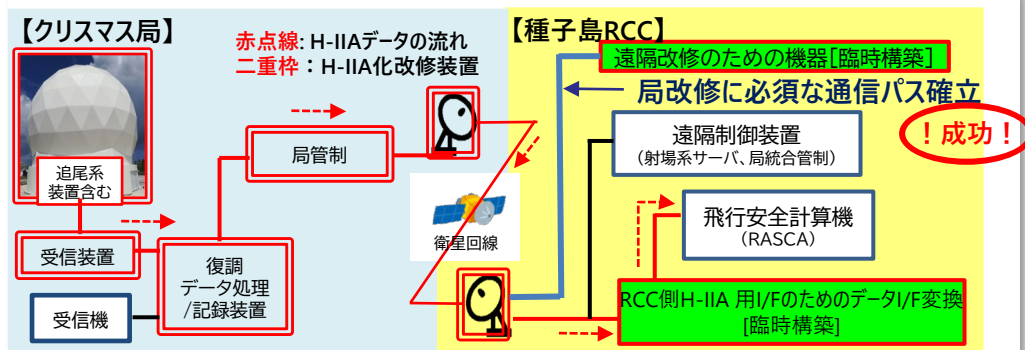 【クリスマス局】
赤点線: H-IIAデータの流れ
二重枠：H-IIA化改修装置
追尾系
装置含む
受信装置
受信機
復調
データ処理
/記録装置
局管制
衛星回線
【種子島RCC】
遠隔改修のための機器[臨時構築]
局改修に必須な通信パス確立
！成功！
遠隔制御装置
(射場系サーバ、局統合管制)
飛行安全計算機
(RASCA)
RCC側H-IIA 用I/FのためのデータI/F変換
[臨時構築]